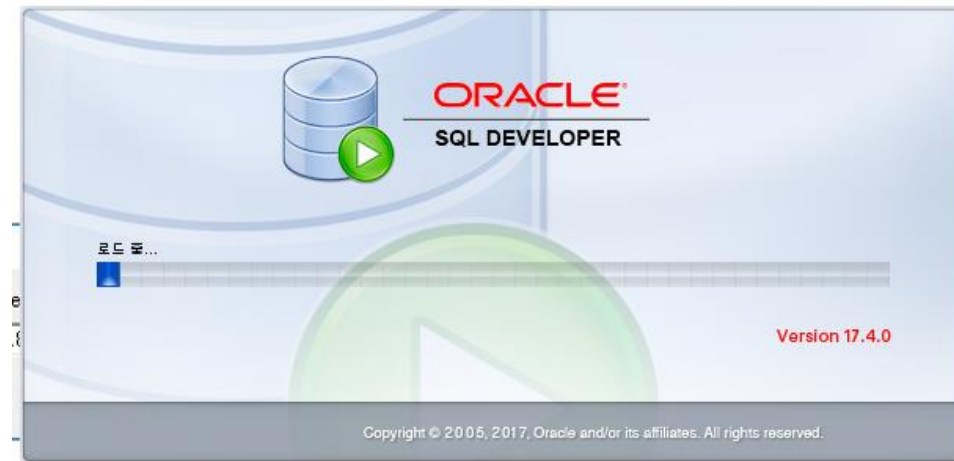 ORACLE
SQL DEVELOPER
로드 중...
Version 17.4.0
Copyright © 2005, 2017, Oracle and/or its affiliates. All rights reserved.